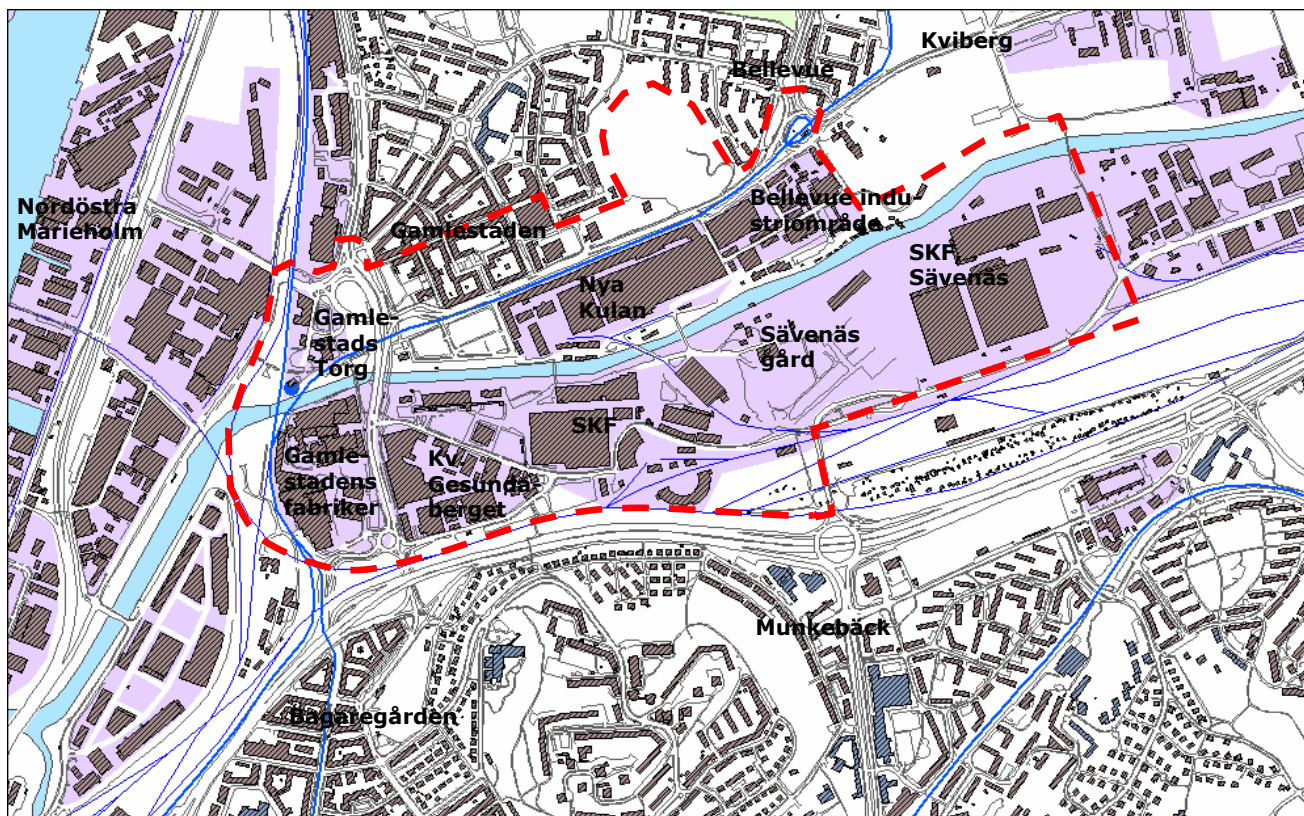 Kviberg
Bellevue
Nordöstra
Marieholm
Bellevue indu-
striområde
Gamlestaden
SKF
Sävenäs
Nya
Kulan
Gamle-
stads
Torg
Sävenäs
gård
SKF
Gamle-
stadens
fabriker
Kv
Gesunda-
berget
Munkebäck
Bagaregården